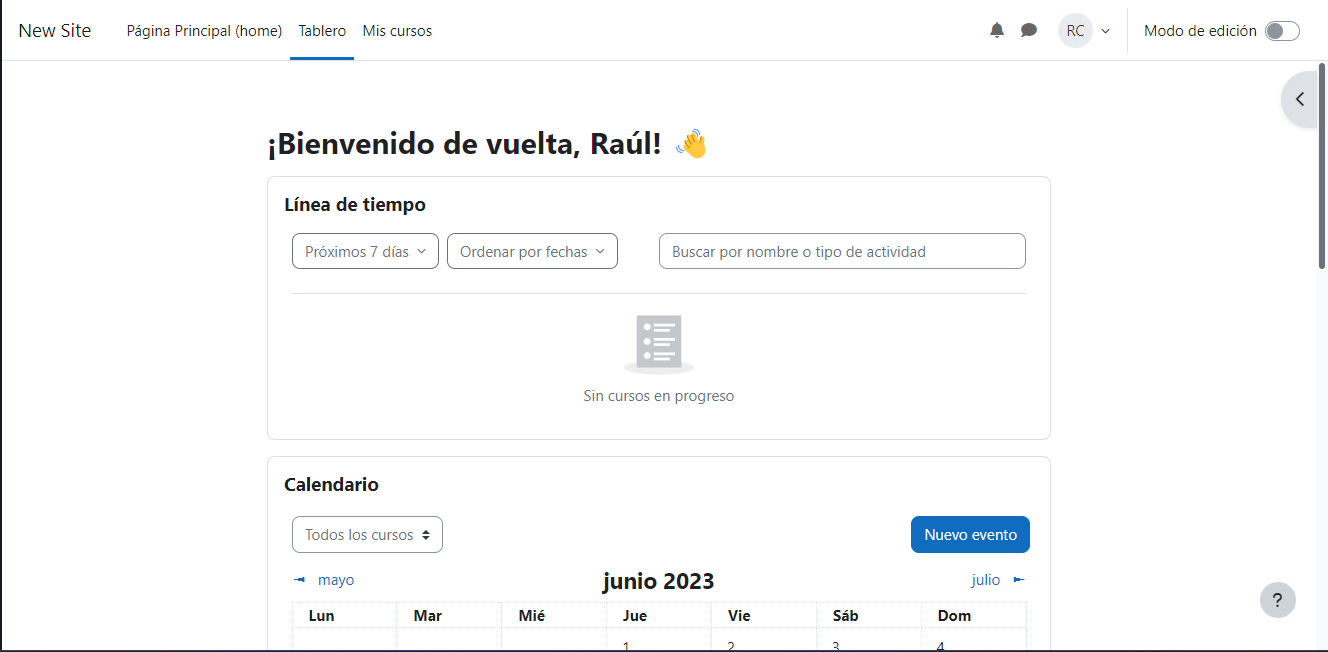 New Site Página Principal (home) Tablero Mis cursos RC Modo de edición
¡Bienvenido de vuelta, Raúl! 👋
Línea de tiempo
Próximos 7 días Ordenar por fechas Buscar por nombre o tipo de actividad
Sin cursos en progreso
Calendario
Todos los cursos Nuevo evento
◄ mayo junio 2023 julio ►
?
Lun Mar Mié Jue Vie Sáb Dom
1 2 3 4